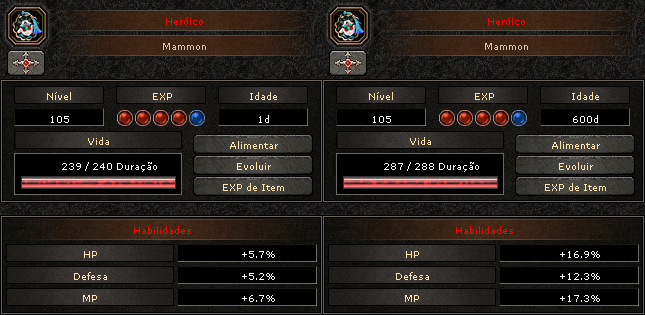 Heróico
Mammon
Nível EXP Idade
105 1d
Vida Alimentar
239 / 240 Duração Evoluir
EXP de Item
Habilidades
HP +5.7%
Defesa +5.2%
MP +6.7%
Heróico
Mammon
Nível EXP Idade
105 600d
Vida Alimentar
287 / 288 Duração Evoluir
EXP de Item
Habilidades
HP +16.9%
Defesa +12.3%
MP +17.3%